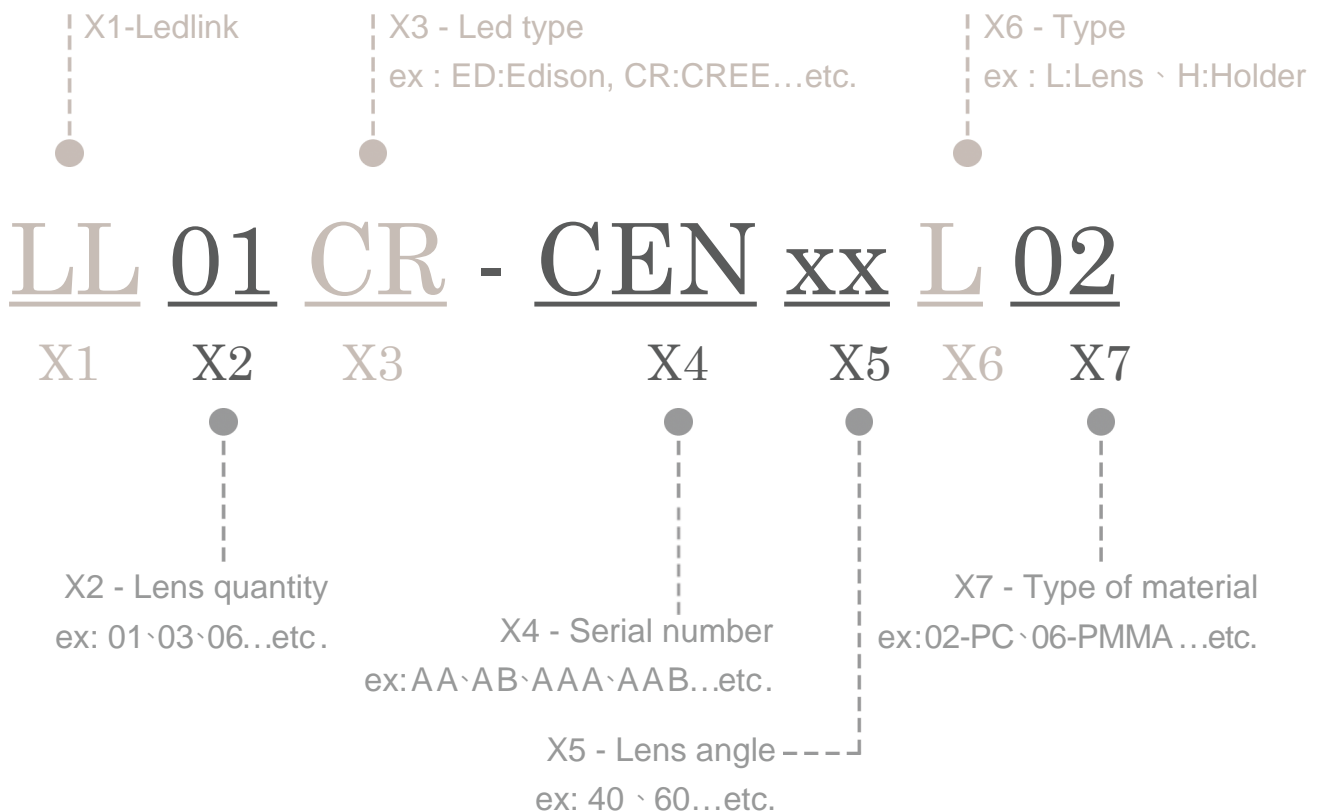 X1-Ledlink
X3 - Led type
ex : ED:Edison, CR:CREE…etc.
X6 - Type
ex : L:Lens、H:Holder
LL 01 CR - CEN xx L 02
X1 X2 X3 X4 X5 X6 X7
X2 - Lens quantity
ex: 01、03、06…etc.
X4 - Serial number
ex:AA、AB、AAA、AAB…etc.
X7 - Type of material
ex:02-PC、06-PMMA…etc.
X5 - Lens angle
ex: 40 、60…etc.